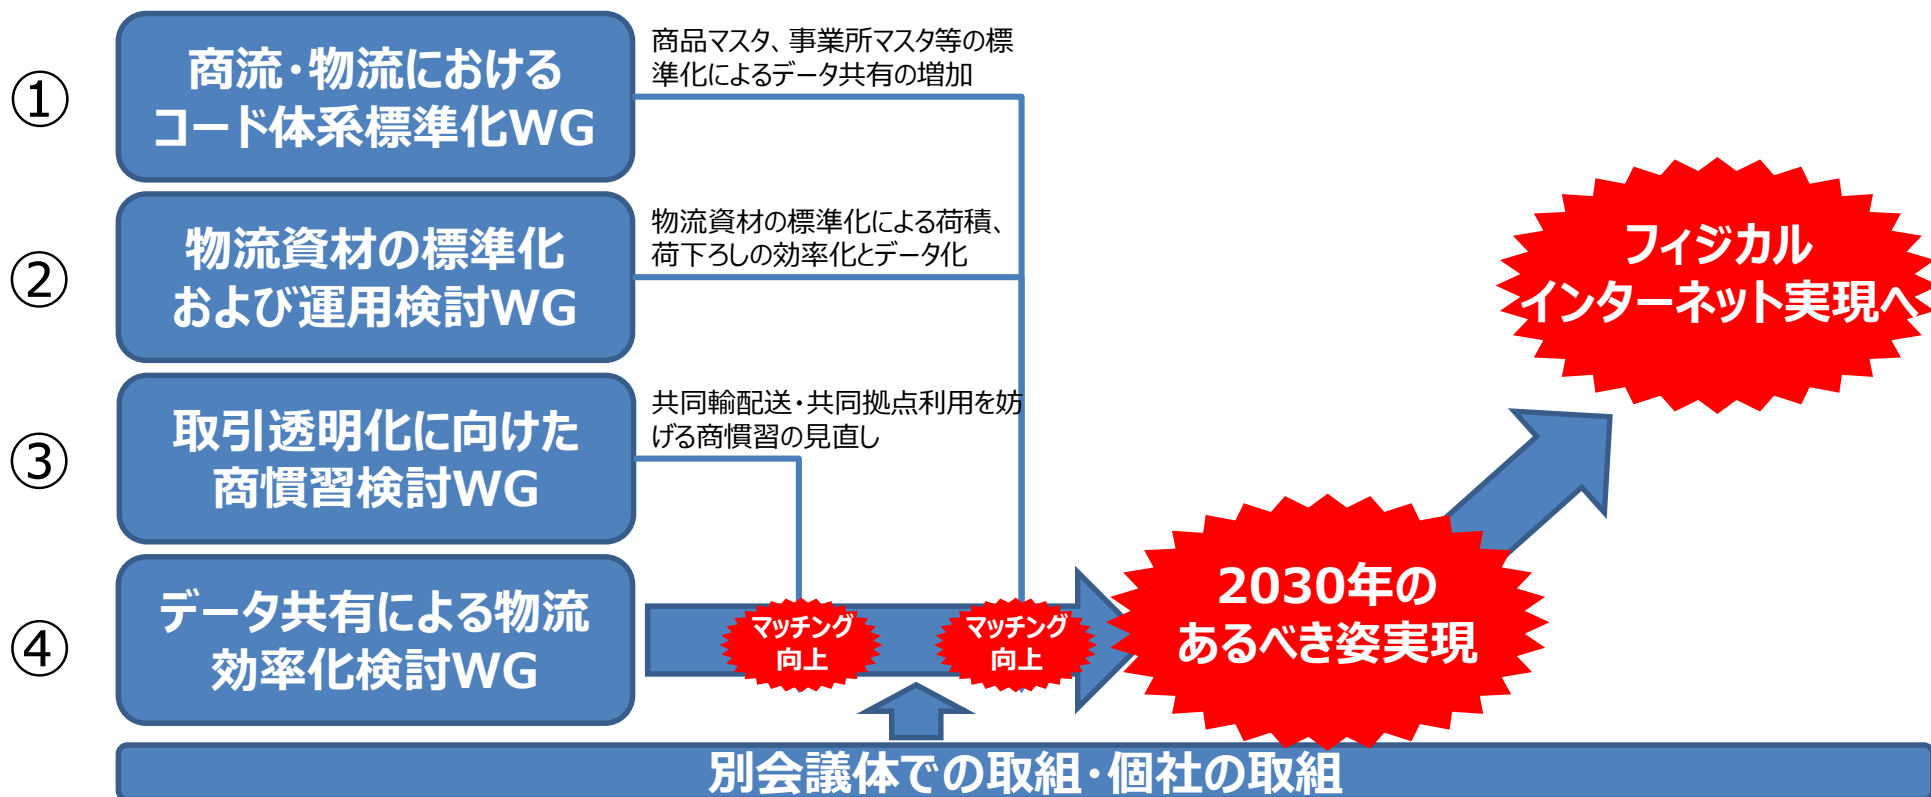 ①
商流・物流における
コード体系標準化WG
商品マスタ、事業所マスタ等の標
準化によるデータ共有の増加
②
物流資材の標準化
および運用検討WG
物流資材の標準化による荷積、
荷下ろしの効率化とデータ化
③
取引透明化に向けた
商慣習検討WG
共同輸配送・共同拠点利用を妨
げる商慣習の見直し
④
データ共有による物流
効率化検討WG
マッチング
向上
マッチング
向上
2030年の
あるべき姿実現
フィジカル
インターネット実現へ
別会議体での取組・個社の取組